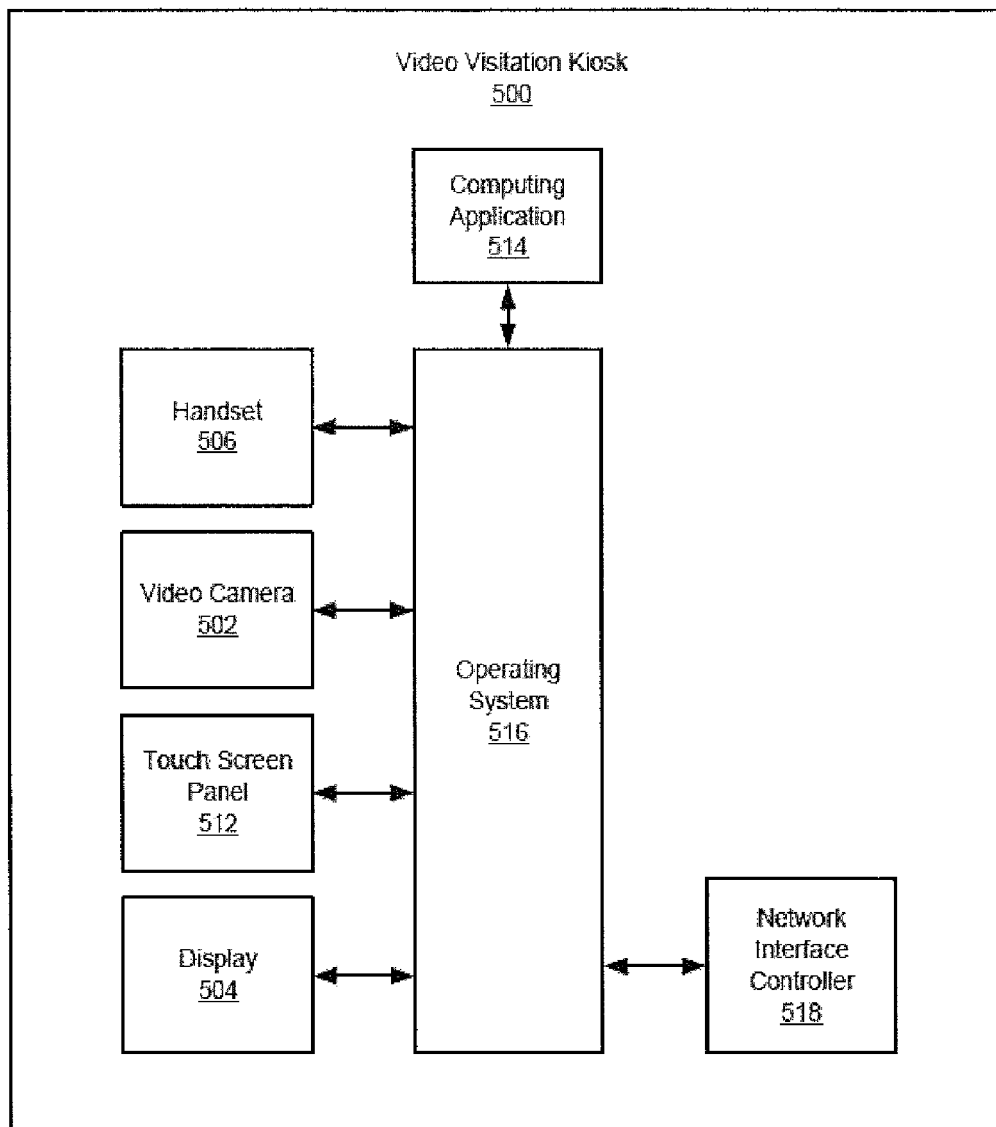 Video Visitation Kiosk
500
Computing
Application
514
Handset
506
Video Camera
502
Touch Screen
Panel
512
Display
504
Operating
System
516
Network
Interface
Controller
518